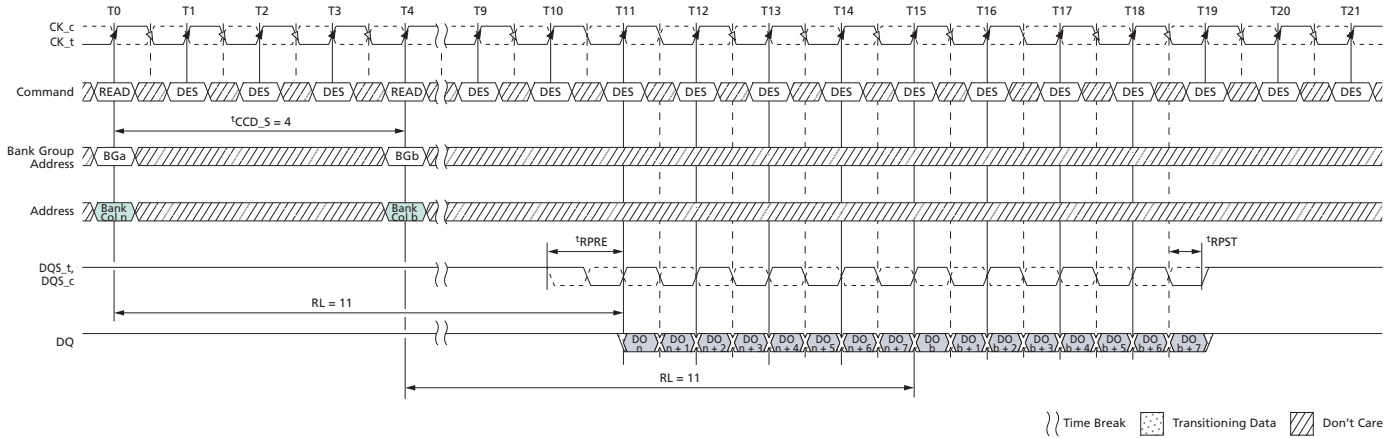 T0 T1 T2 T3 T4 T9 T10 T11 T12 T13 T14 T15 T16 T17 T18 T19 T20 T21
CK_c
CK_t
Command READ DES DES DES READ DES DES DES DES DES DES DES DES DES DES DES DES DES
tCCD_S = 4
Bank Group
Address
BGa BGb
Address
Bank
Col n
Bank
Col b
tRPRE tRPST
DQS_t,
DQS_c
RL = 11
DQ
DO
n
DO
n + 1
DO
n + 2
DO
n + 3
DO
n + 4
DO
n + 5
DO
n + 6
DO
n + 7
DO
b
DO
b + 1
DO
b + 2
DO
b + 3
DO
b + 4
DO
b + 5
DO
b + 6
DO
b + 7
RL = 11
Time Break Transitioning Data Don't Care